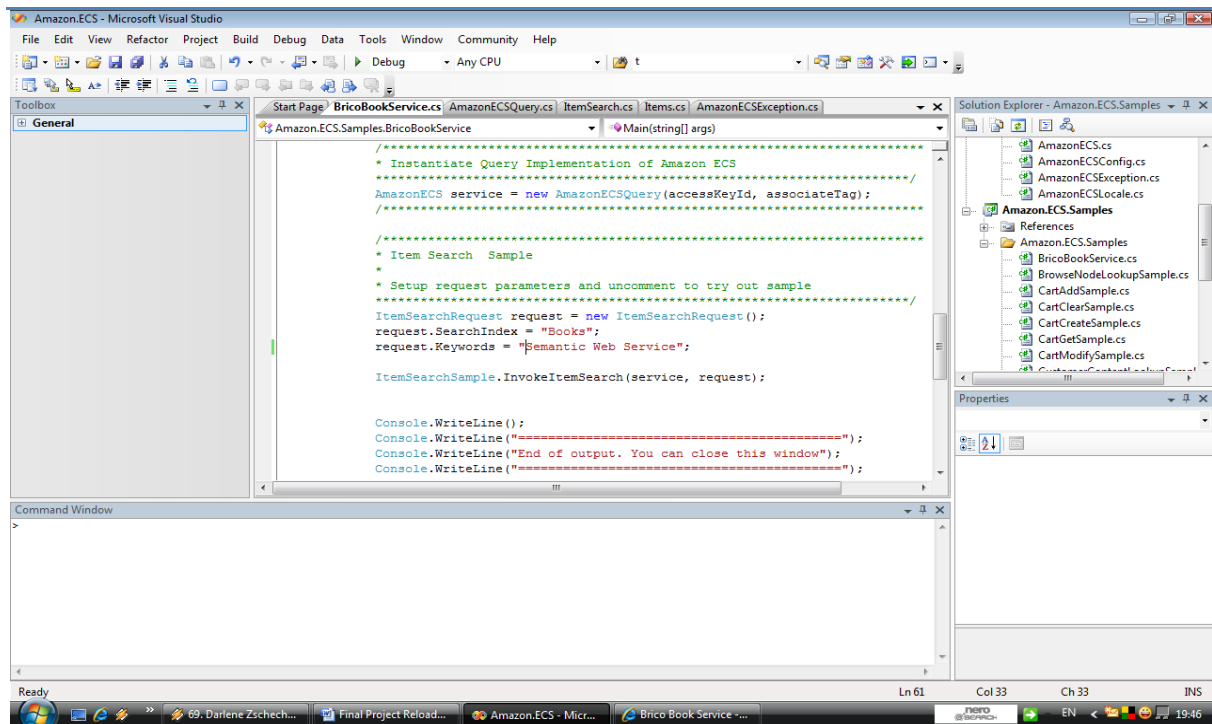 Amazon.ECS - Microsoft Visual Studio
File Edit View Refactor Project Build Debug Data Tools Window Community Help
Debug Any CPU t
Toolbox
General
Start Page BricoBookService.cs AmazonECSQuery.cs ItemSearch.cs Items.cs AmazonECSException.cs
Amazon.ECS.Samples.BricoBookService Main(string[] args)
/************************************************************************
* Instantiate Query Implementation of Amazon ECS
***********************************************************************/
AmazonECS service = new AmazonECSQuery(accessKeyId, associateTag);
/************************************************************************
/************************************************************************
* Item Search  Sample
*
* Setup request parameters and uncomment to try out sample
***********************************************************************/
ItemSearchRequest request = new ItemSearchRequest();
request.SearchIndex = "Books";
request.Keywords = "Semantic Web Service";
ItemSearchSample.InvokeItemSearch(service, request);
Console.WriteLine();
Console.WriteLine("===========================================");
Console.WriteLine("End of output. You can close this window");
Console.WriteLine("===========================================");
Solution Explorer - Amazon.ECS.Samples
AmazonECS.cs
AmazonECSConfig.cs
AmazonECSException.cs
AmazonECSLocale.cs
Amazon.ECS.Samples
References
Amazon.ECS.Samples
BricoBookService.cs
BrowseNodeLookupSample.cs
CartAddSample.cs
CartClearSample.cs
CartCreateSample.cs
CartGetSample.cs
CartModifySample.cs
Properties
Command Window
>
Ready Ln 61 Col 33 Ch 33 INS
69. Darlene Zschech... Final Project Reload... Amazon.ECS - Micr... Brico Book Service -... nero SEARCH EN 19:46